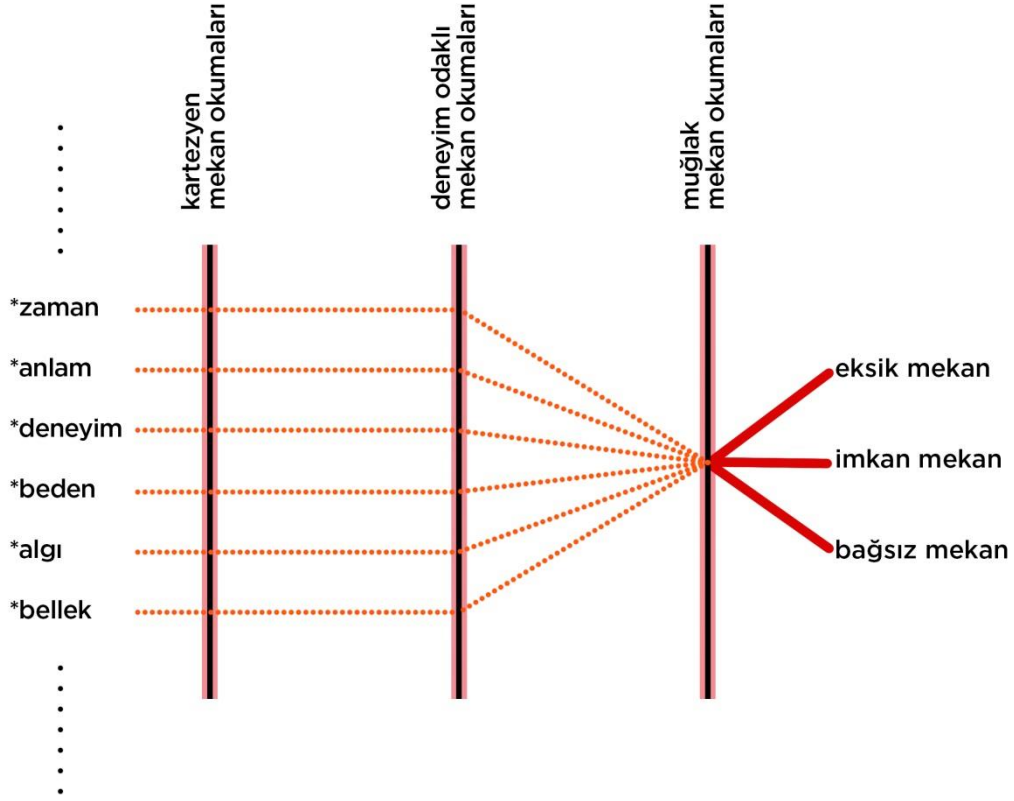 kartezyen
mekan okumaları
deneyim odaklı
mekan okumaları
muğlak
mekan okumaları
*zaman
*anlam
*deneyim
*beden
*algı
*bellek
eksik mekan
imkan mekan
bağsız mekan